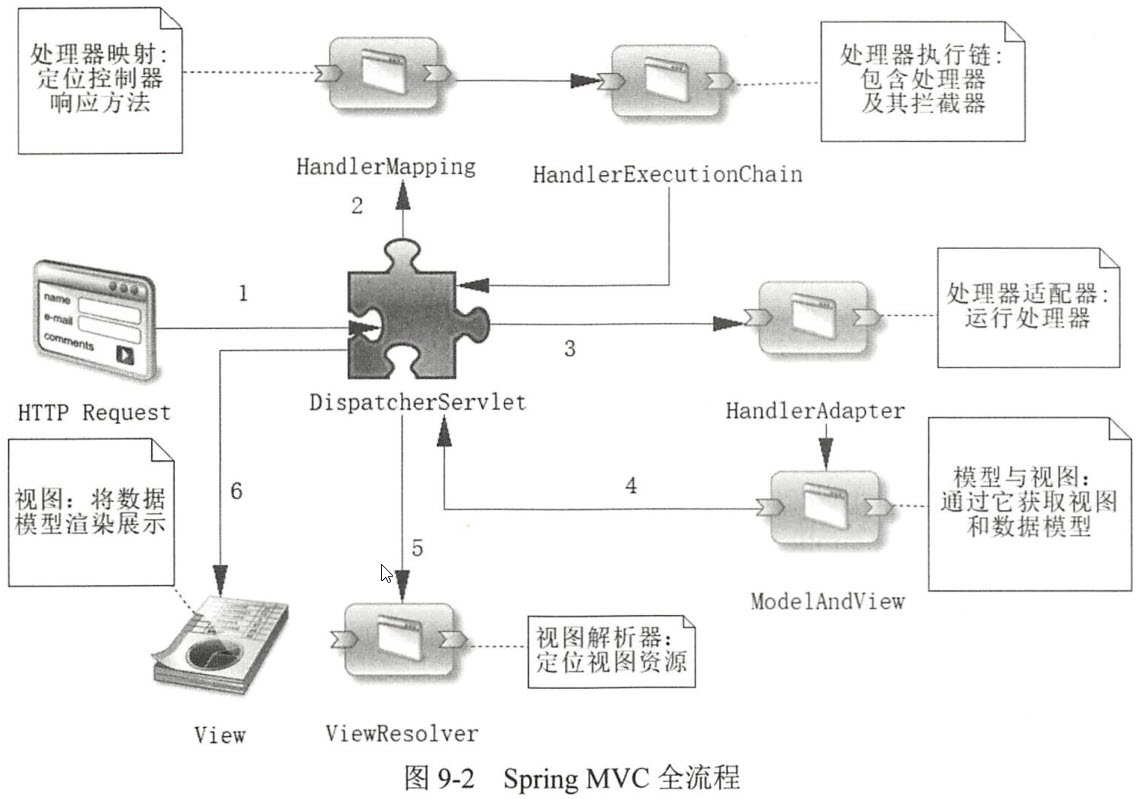 处理器映射:
定位控制器
响应方法
处理器执行链:
包含处理器
及其拦截器
HandlerMapping
HandlerExecutionChain
2
1
name
e-mail
comments
3
处理器适配器:
运行处理器
HTTP Request
DispatcherServlet
HandlerAdapter
视图: 将数据
模型渲染展示
6
4
模型与视图:
通过它获取视图
和数据模型
5
ModelAndView
视图解析器:
定位视图资源
View
ViewResolver
图 9-2 Spring MVC 全流程